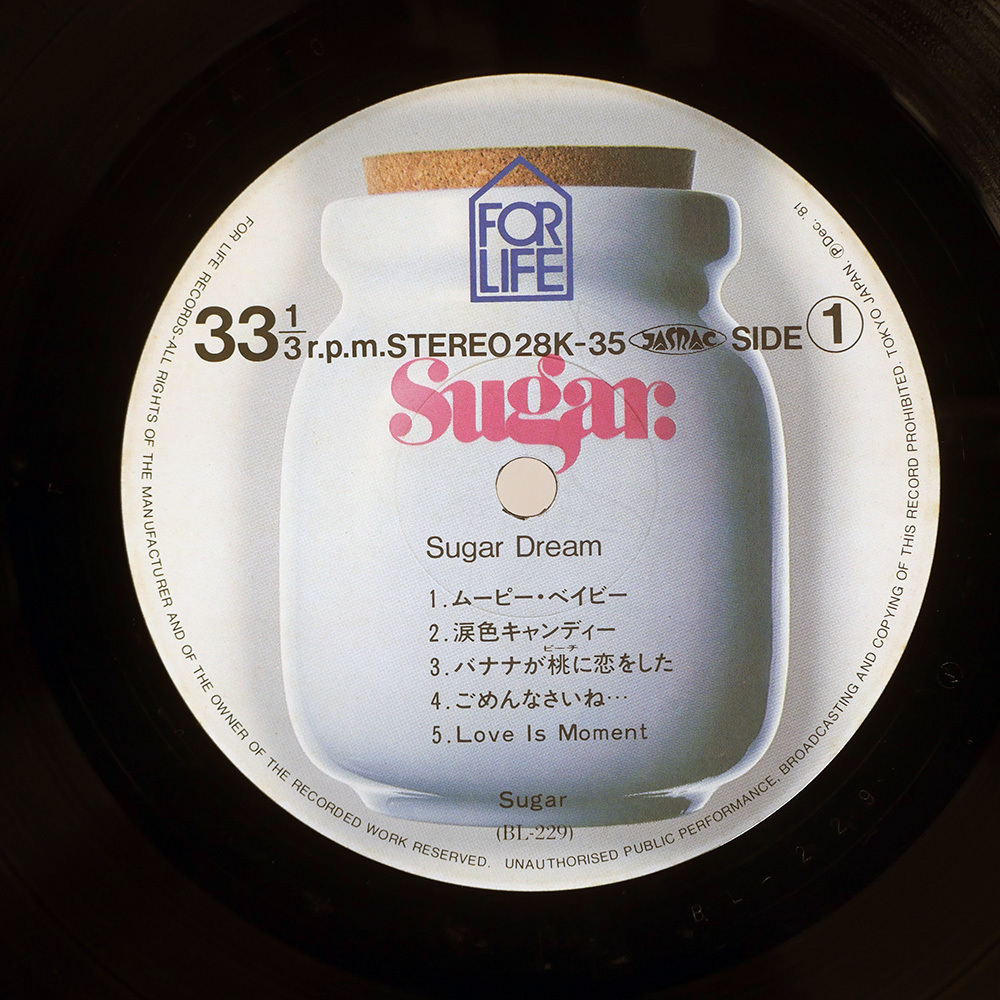 FOR
LIFE
33 1/3 r.p.m. STEREO 28K-35 JASRAC SIDE 1
Sugar:
Sugar Dream
1.ムーピー・ベイビー
2.涙色キャンディー
ピーチ
3.バナナが桃に恋をした
4.ごめんなさいね…
5.Love Is Moment
Sugar
(BL-229)
FOR LIFE RECORDS-ALL RIGHTS OF THE MANUFACTURER AND OF THE OWNER OF THE RECORDED WORK RESERVED. UNAUTHORISED PUBLIC PERFORMANCE, BROADCASTING AND COPYING OF THIS RECORD PROHIBITED. TOKYO JAPAN. ℗Dec. '81
BL-229